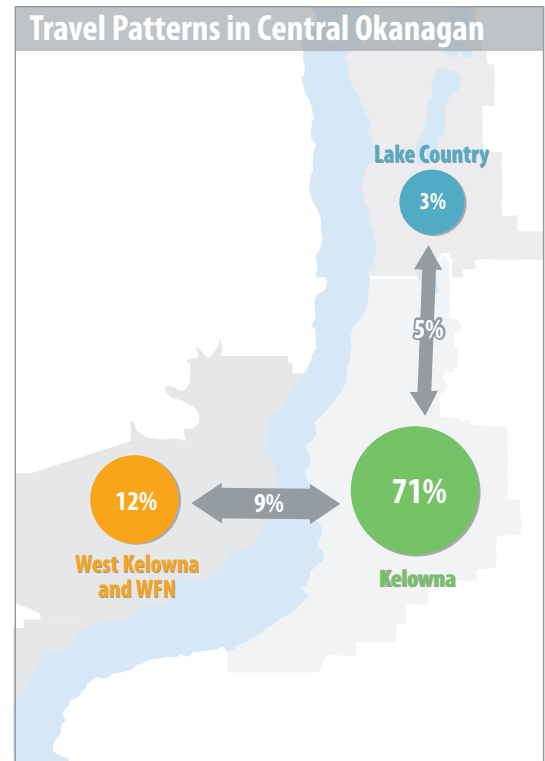 Travel Patterns in Central Okanagan
Lake Country
3%
5%
71%
12%
9%
West Kelowna
and WFN
Kelowna